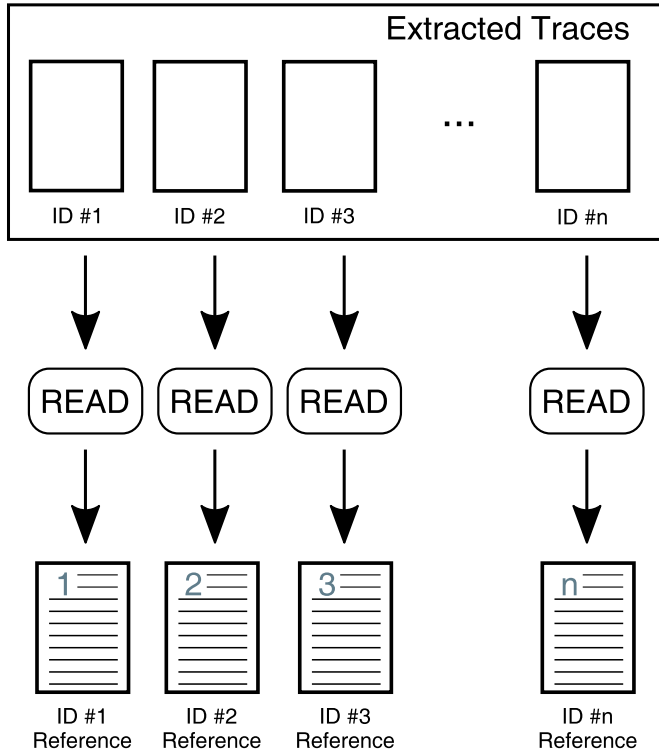 Extracted Traces
...
ID #1 ID #2 ID #3 ID #n
READ READ READ READ
1 2 3 n
ID #1 ID #2 ID #3 ID #n
Reference Reference Reference Reference